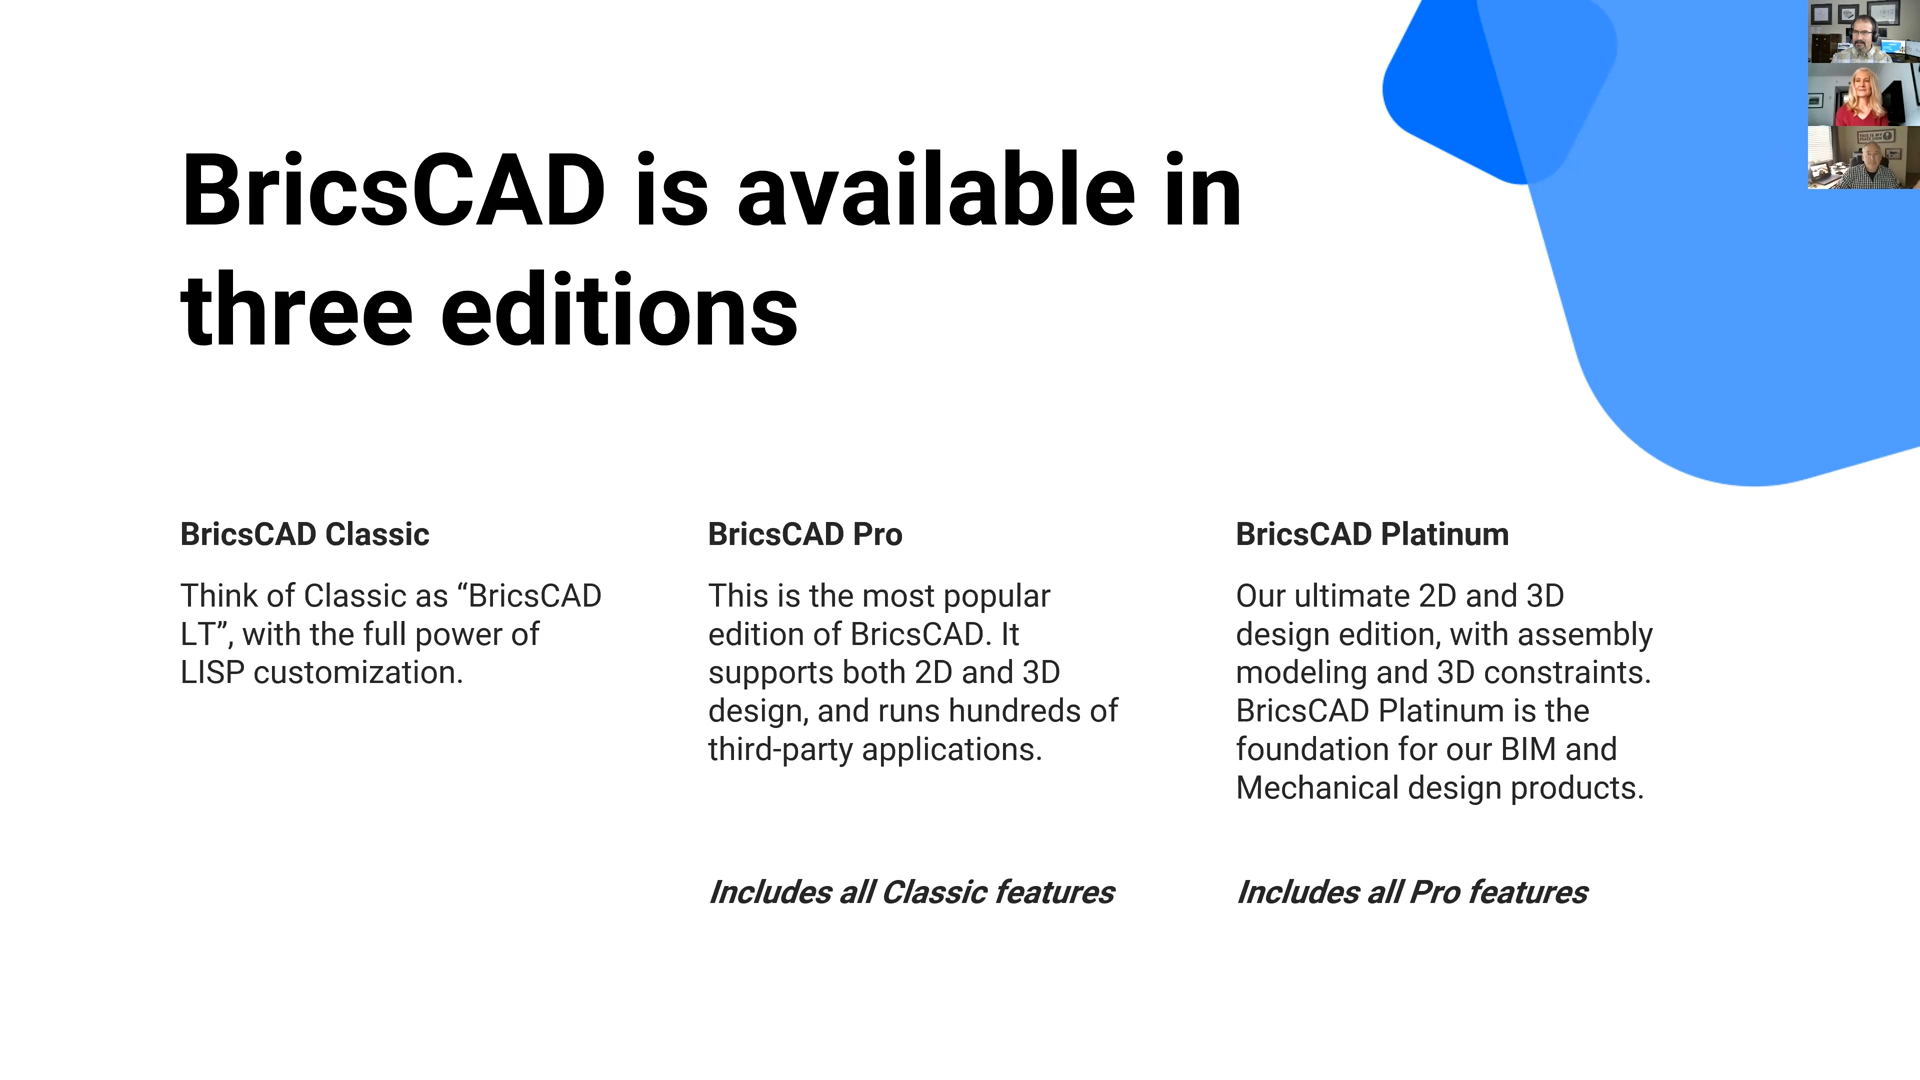 BricsCAD is available in
three editions
BricsCAD Classic
Think of Classic as “BricsCAD
LT”, with the full power of
LISP customization.
BricsCAD Pro
This is the most popular
edition of BricsCAD. It
supports both 2D and 3D
design, and runs hundreds of
third-party applications.
Includes all Classic features
BricsCAD Platinum
Our ultimate 2D and 3D
design edition, with assembly
modeling and 3D constraints.
BricsCAD Platinum is the
foundation for our BIM and
Mechanical design products.
Includes all Pro features